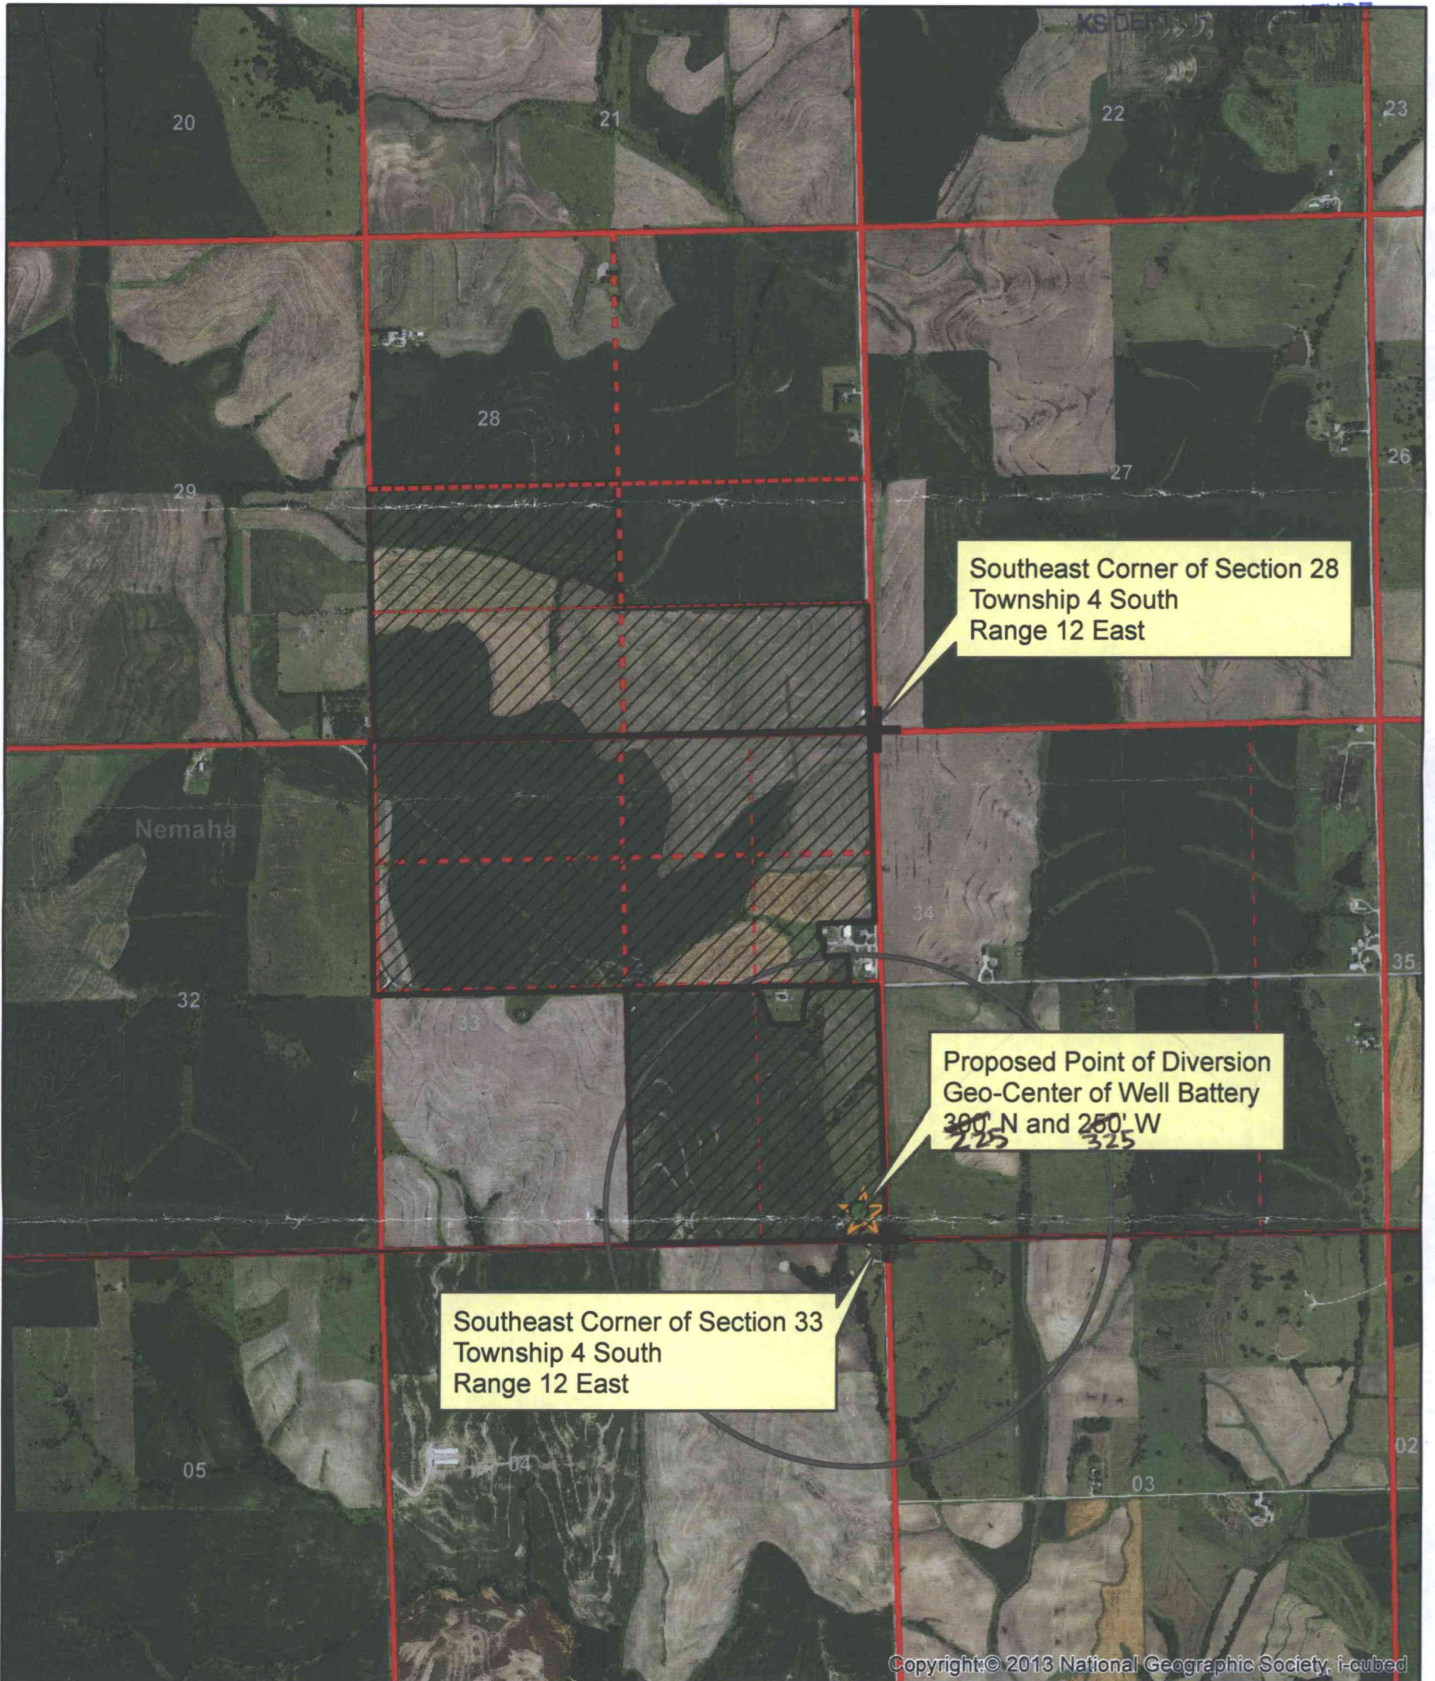 KS DEPT OF
20
21
22
23
28
29
27
26
Southeast Corner of Section 28
Township 4 South
Range 12 East
Nemaha
34
35
32
33
Proposed Point of Diversion
Geo-Center of Well Battery
300' N and 250' W
225 325
Southeast Corner of Section 33
Township 4 South
Range 12 East
05
04
03
02
Copyright:© 2013 National Geographic Society, i-cubed